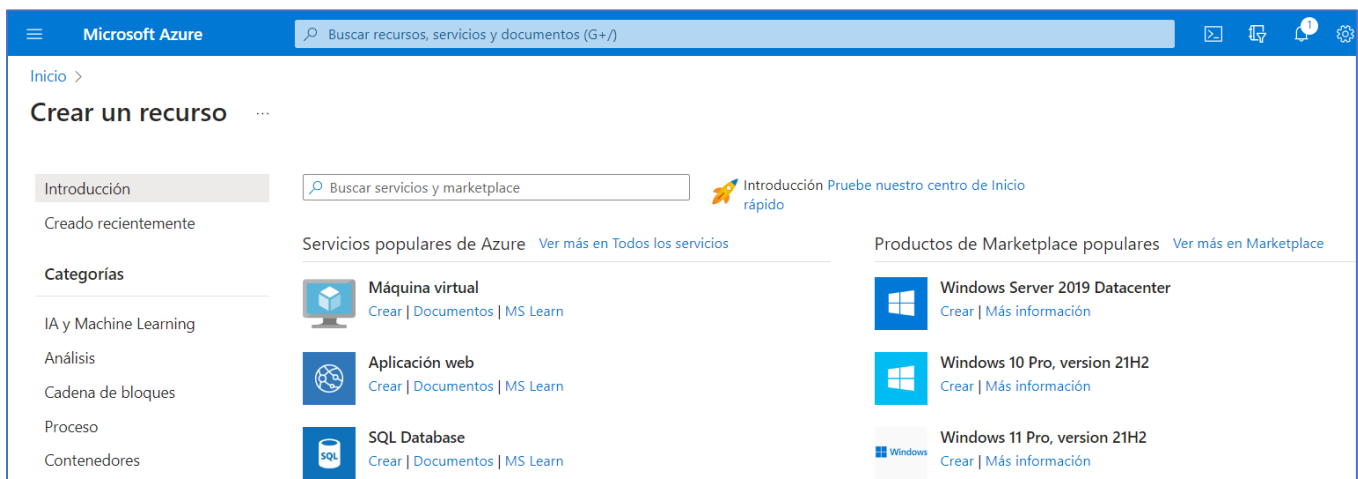 Microsoft Azure
Buscar recursos, servicios y documentos (G+/)
1
Inicio >
Crear un recurso ...
Introducción
Creado recientemente
Categorías
IA y Machine Learning
Análisis
Cadena de bloques
Proceso
Contenedores
Buscar servicios y marketplace
Introducción Pruebe nuestro centro de Inicio
rápido
Servicios populares de Azure Ver más en Todos los servicios
Máquina virtual
Crear | Documentos | MS Learn
Aplicación web
Crear | Documentos | MS Learn
SQL
SQL Database
Crear | Documentos | MS Learn
Productos de Marketplace populares Ver más en Marketplace
Windows Server 2019 Datacenter
Crear | Más información
Windows 10 Pro, version 21H2
Crear | Más información
Windows
Windows 11 Pro, version 21H2
Crear | Más información